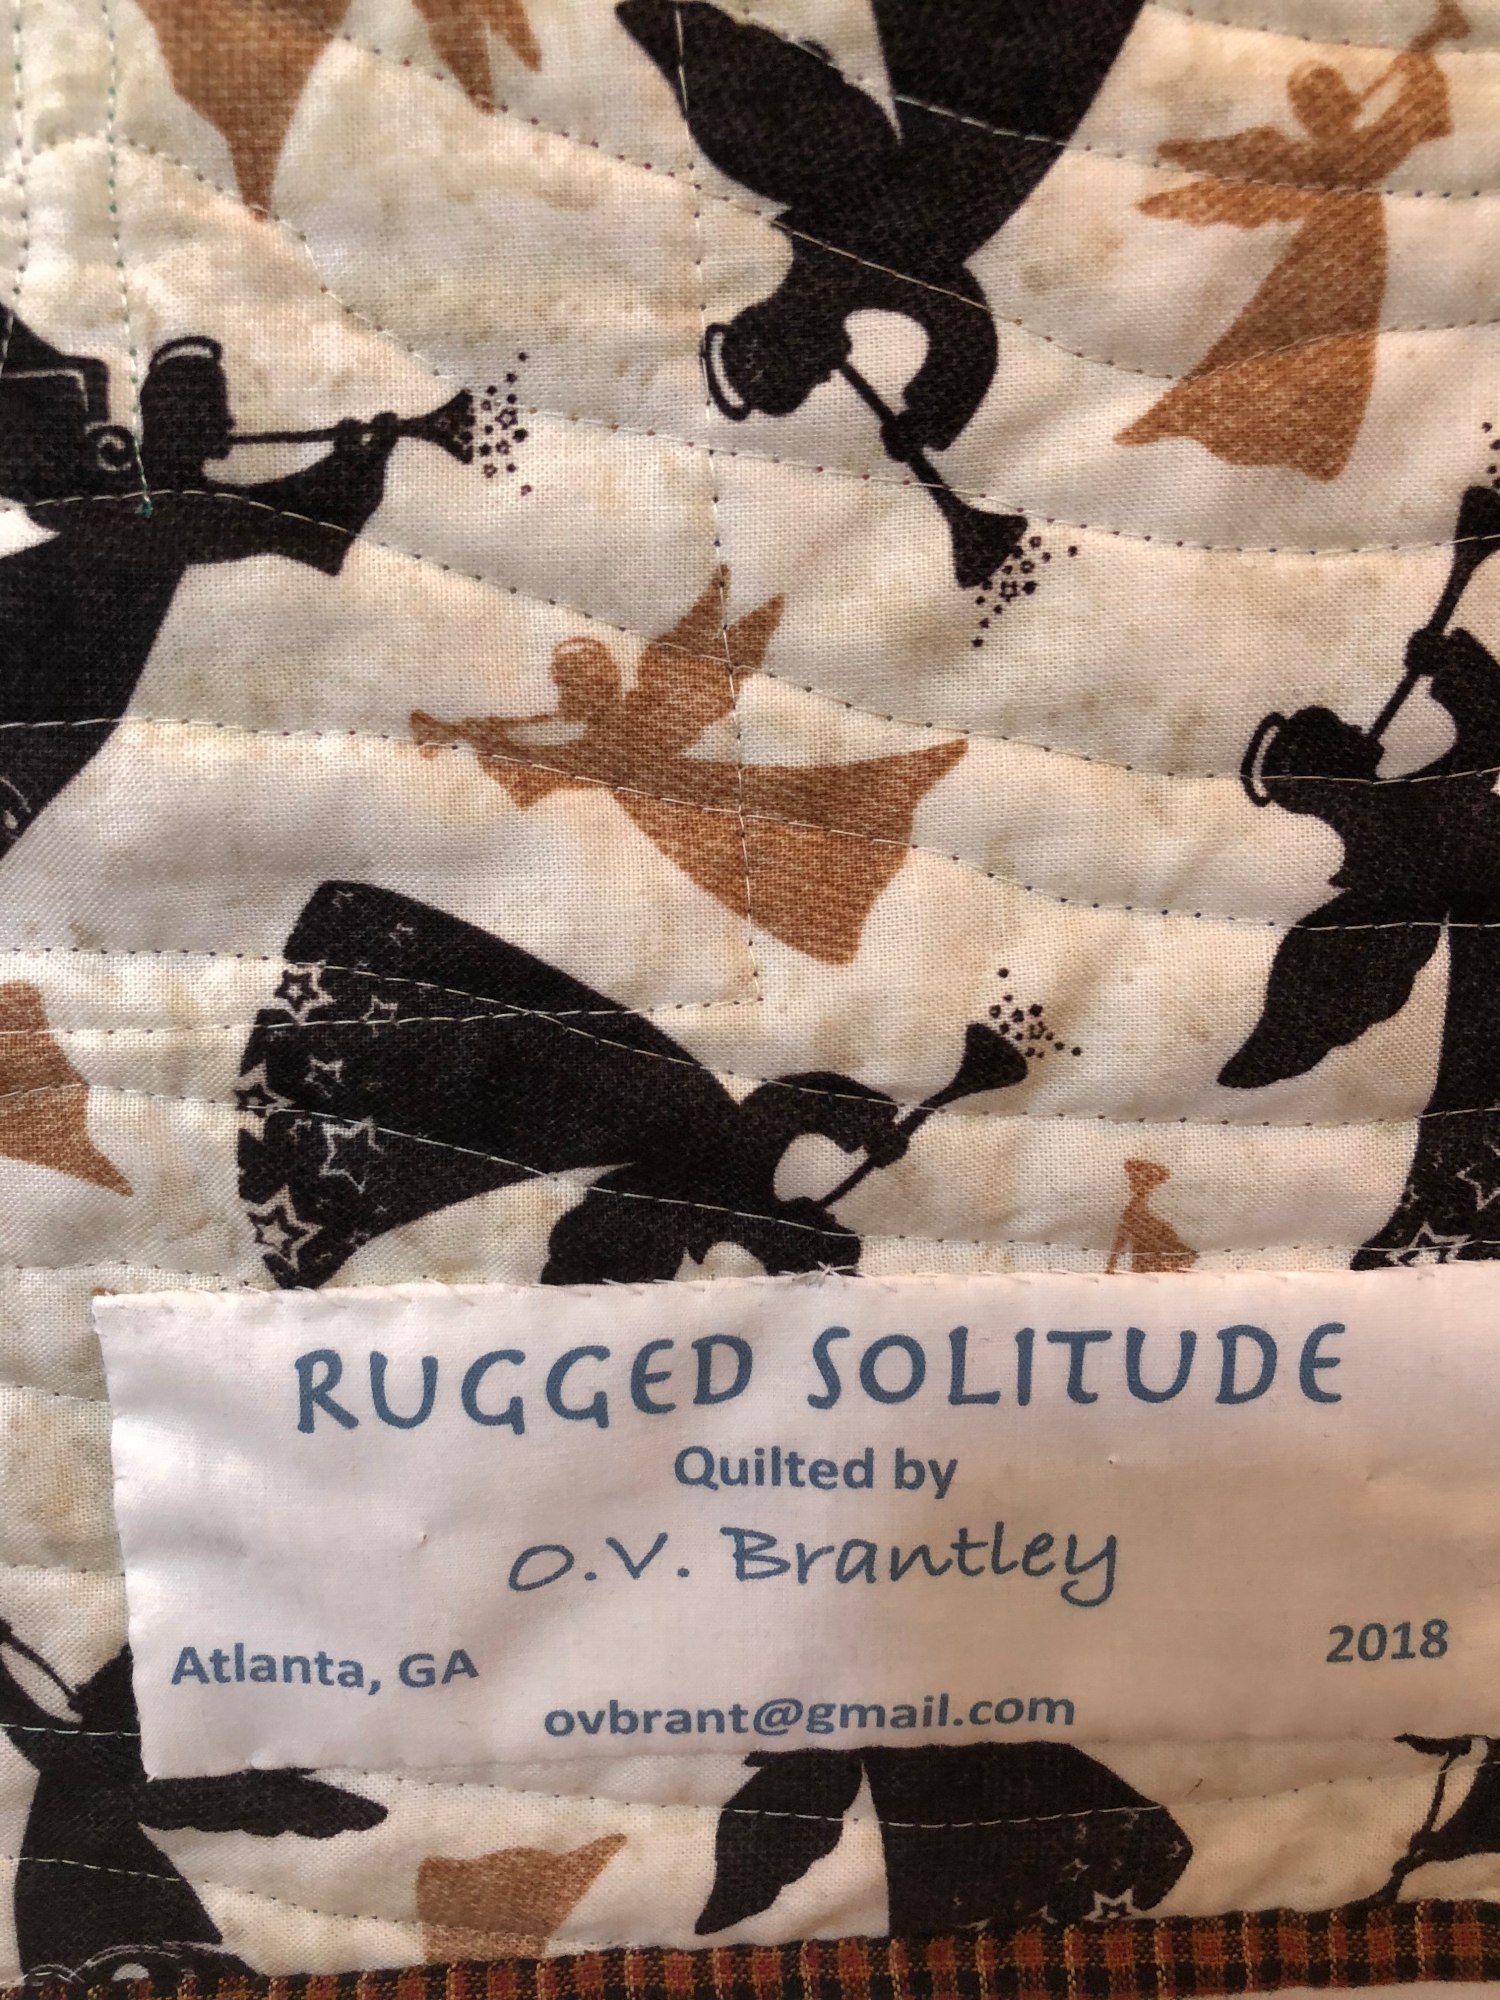 RUGGED SOLITUDE
Quilted by
O.V. Brantley
Atlanta, GA 2018
ovbrant@gmail.com